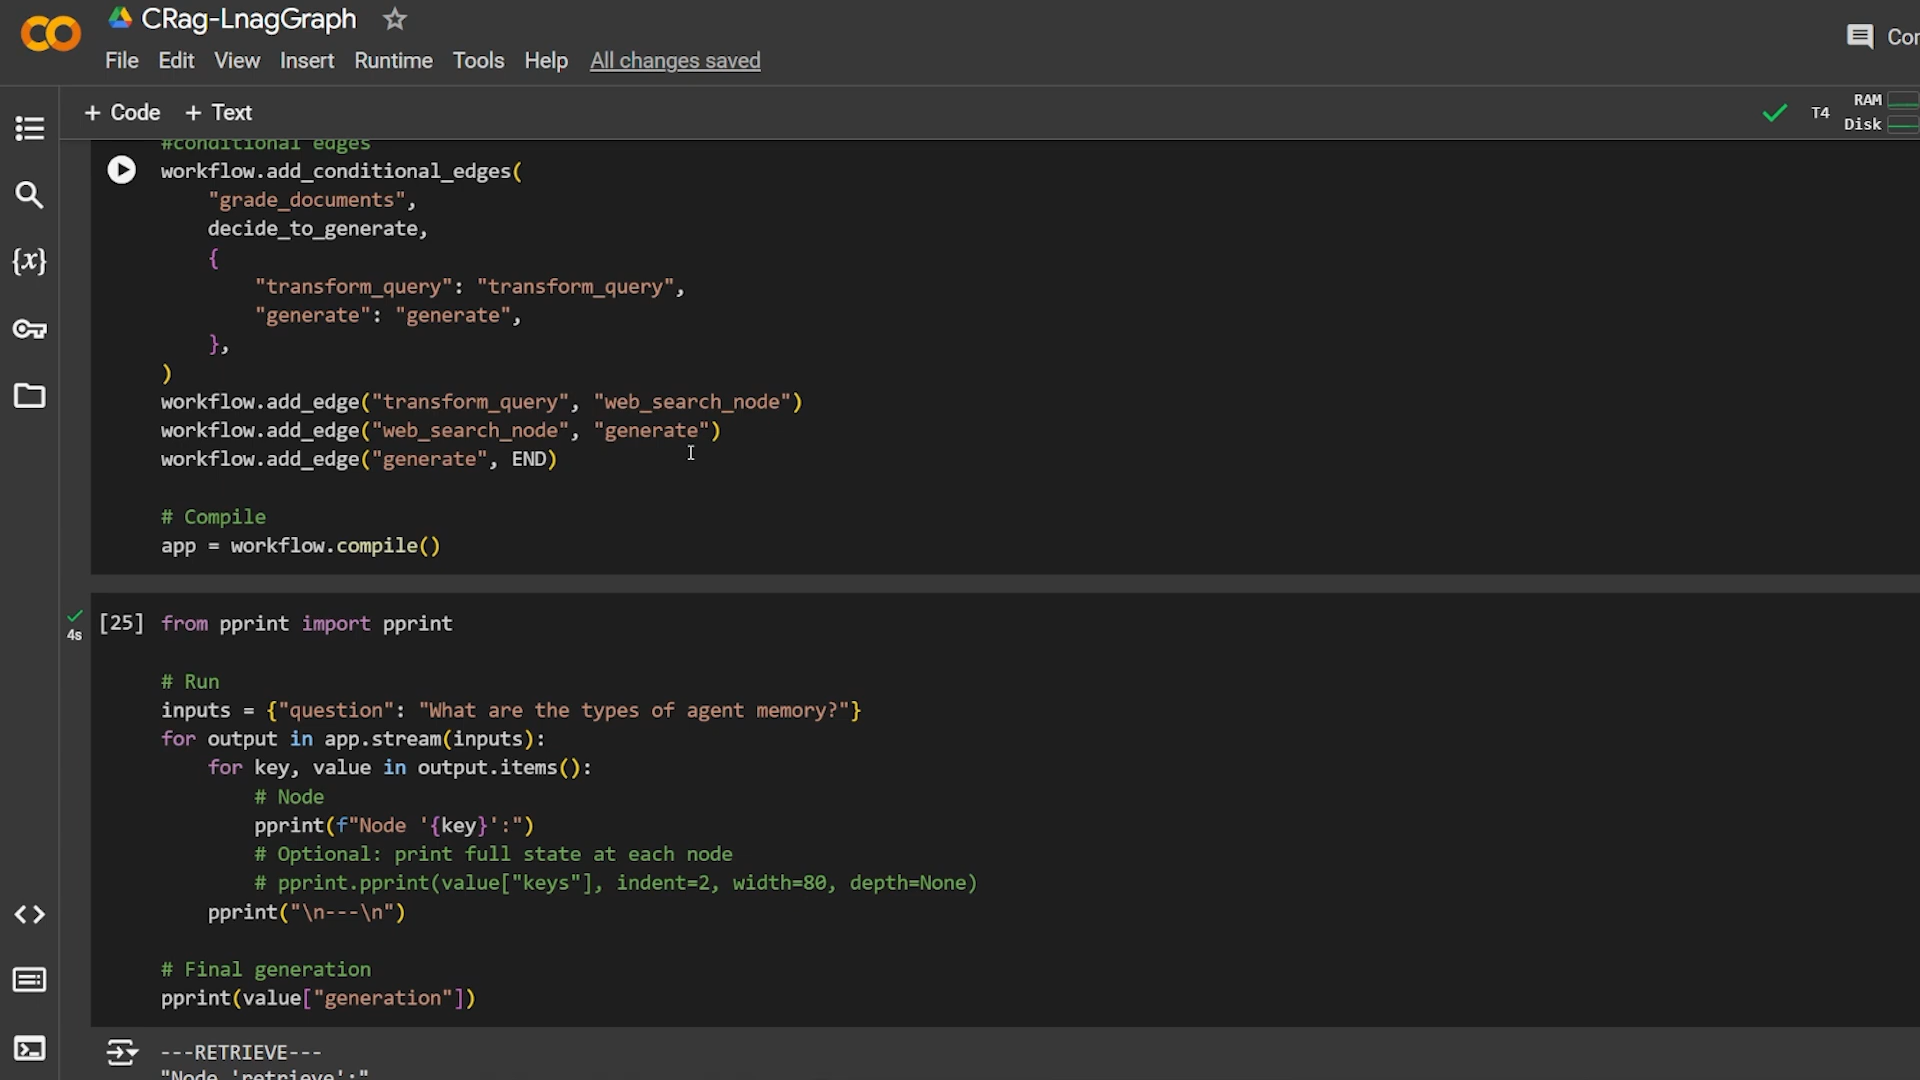 CRag-LnagGraph
File Edit View Insert Runtime Tools Help All changes saved
+ Code + Text
T4 RAM
Disk
#conditional edges
workflow.add_conditional_edges(
"grade_documents",
decide_to_generate,
{
"transform_query": "transform_query",
"generate": "generate",
},
)
workflow.add_edge("transform_query", "web_search_node")
workflow.add_edge("web_search_node", "generate")
workflow.add_edge("generate", END)
# Compile
app = workflow.compile()
4s [25] from pprint import pprint
# Run
inputs = {"question": "What are the types of agent memory?"}
for output in app.stream(inputs):
for key, value in output.items():
# Node
pprint(f"Node '{key}':")
# Optional: print full state at each node
# pprint.pprint(value["keys"], indent=2, width=80, depth=None)
pprint("\n---\n")
# Final generation
pprint(value["generation"])
---RETRIEVE---
"Node 'retrieve':"